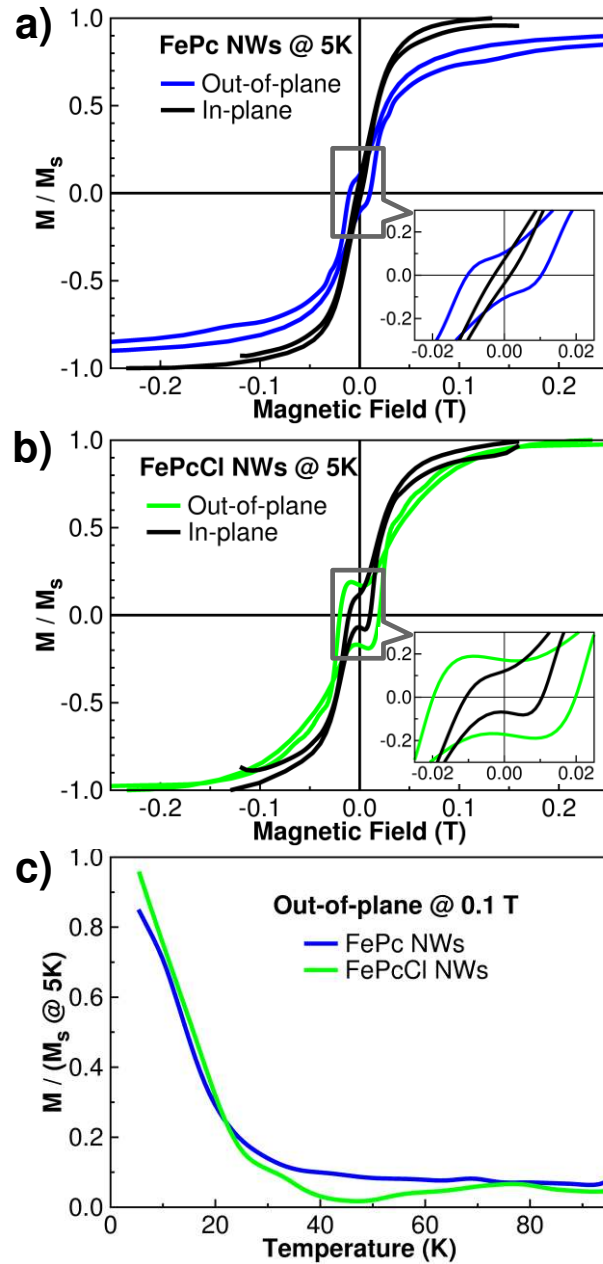 a)
1.0
FePc NWs @ 5K
Out-of-plane
In-plane
0.5
M / Ms
0.0
0.2
0.0
-0.2
-0.02 0.00 0.02
-0.5
-1.0
-0.2 -0.1 0.0 0.1 0.2
Magnetic Field (T)
b)
1.0
FePcCl NWs @ 5K
Out-of-plane
In-plane
0.5
M / Ms
0.0
0.2
0.0
-0.2
-0.02 0.00 0.02
-0.5
-1.0
-0.2 -0.1 0.0 0.1 0.2
Magnetic Field (T)
c)
1.0
Out-of-plane @ 0.1 T
FePc NWs
FePcCl NWs
0.8
0.6
M / (Ms @ 5K)
0.4
0.2
0.0
0 20 40 60 80
Temperature (K)